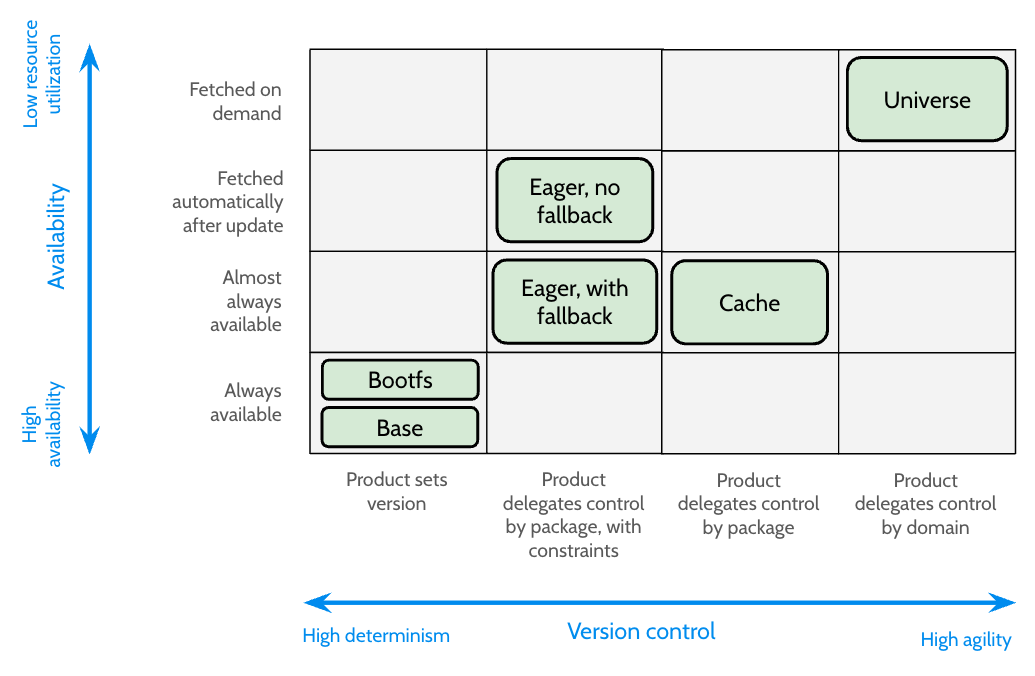 Low resource
utilization
Availability
High
availability
Fetched on
demand
Universe
Fetched
automatically
after update
Eager, no
fallback
Almost
always
available
Eager, with
fallback
Cache
Always
available
Bootfs
Base
Product sets
version
Product
delegates control
by package, with
constraints
Product
delegates control
by package
Product
delegates control
by domain
High determinism
Version control
High agility